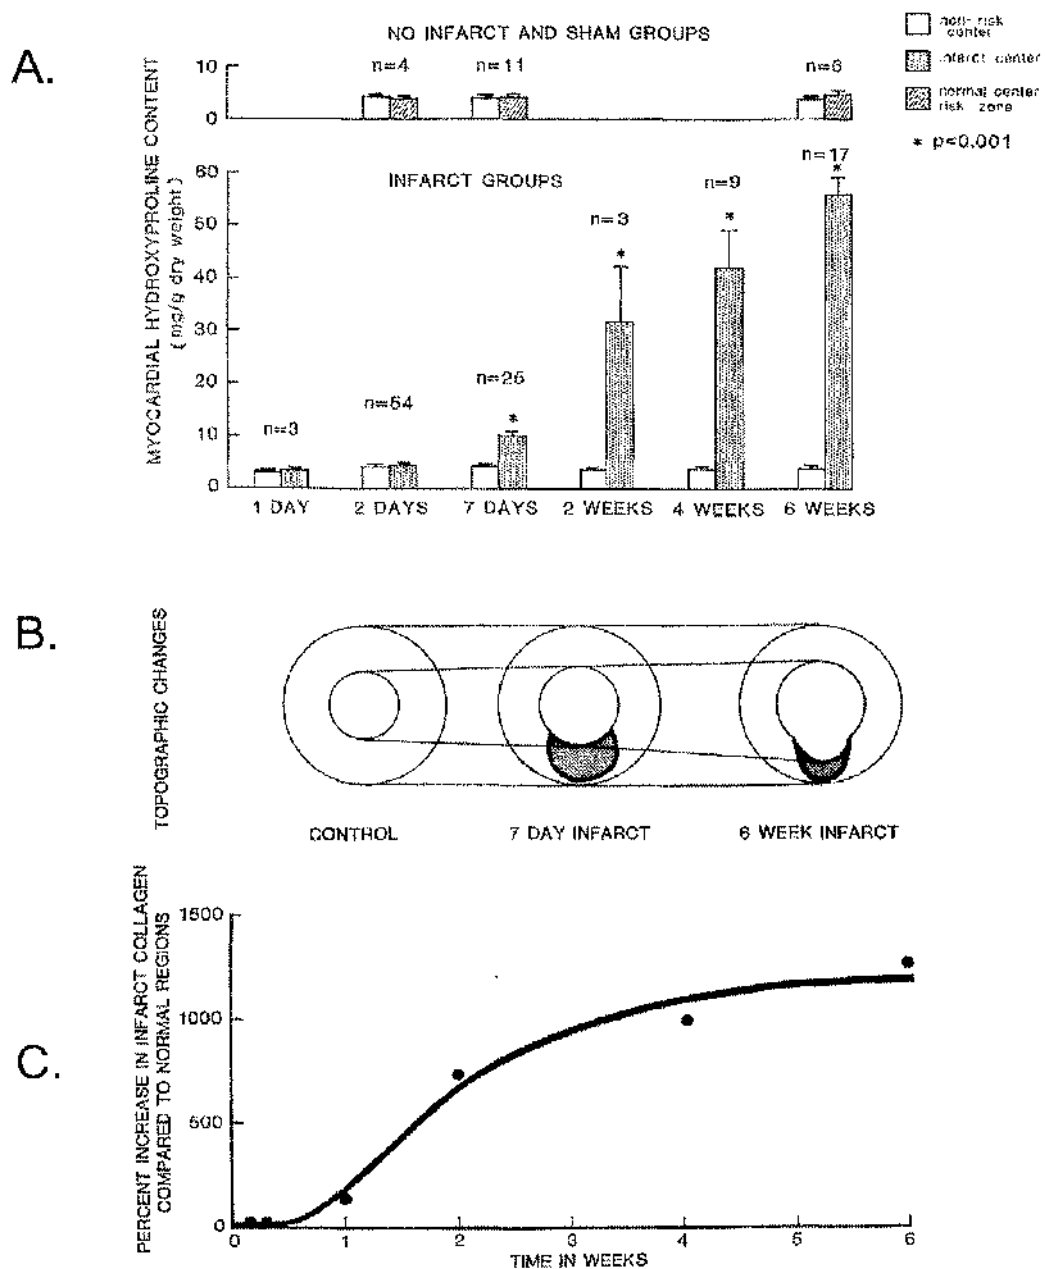 A.
NO INFARCT AND SHAM GROUPS
non-risk
center
infarct center
normal center
risk zone
* p<0.001
MYOCARDIAL HYDROXYPROLINE CONTENT
(mg/g dry weight)
10
0
n=4
n=11
n=6
INFARCT GROUPS
60
50
40
30
20
10
0
n=3
n=64
n=26
*
n=3
*
n=9
*
n=17
*
1 DAY
2 DAYS
7 DAYS
2 WEEKS
4 WEEKS
6 WEEKS
B.
TOPOGRAPHIC CHANGES
CONTROL
7 DAY INFARCT
6 WEEK INFARCT
C.
PERCENT INCREASE IN INFARCT COLLAGEN
COMPARED TO NORMAL REGIONS
1500
1000
500
0
0
1
2
3
4
5
6
TIME IN WEEKS